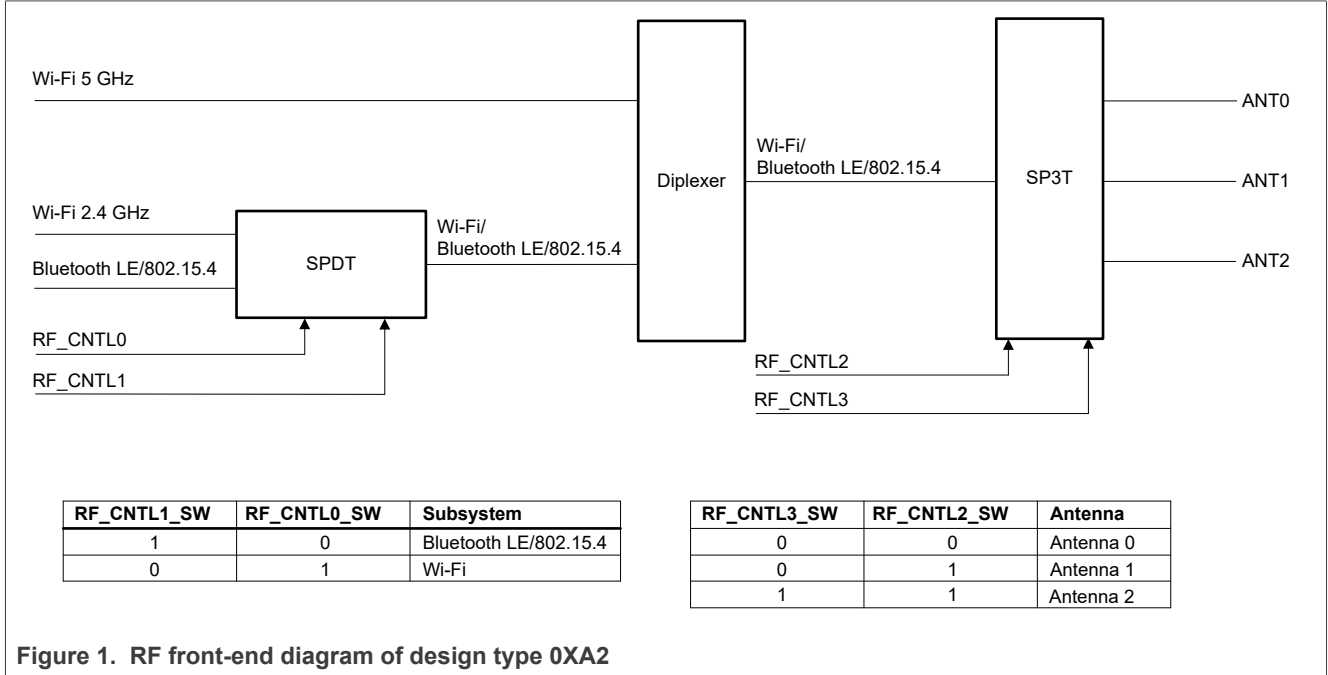 Wi-Fi 5 GHz
Wi-Fi 2.4 GHz
Bluetooth LE/802.15.4
RF_CNTL0
RF_CNTL1
SPDT
Wi-Fi/
Bluetooth LE/802.15.4
Diplexer
Wi-Fi/
Bluetooth LE/802.15.4
RF_CNTL2
RF_CNTL3
SP3T
ANT0
ANT1
ANT2
RF_CNTL1_SW RF_CNTL0_SW Subsystem
1 0 Bluetooth LE/802.15.4
0 1 Wi-Fi
RF_CNTL3_SW RF_CNTL2_SW Antenna
0 0 Antenna 0
0 1 Antenna 1
1 1 Antenna 2
Figure 1. RF front-end diagram of design type 0XA2